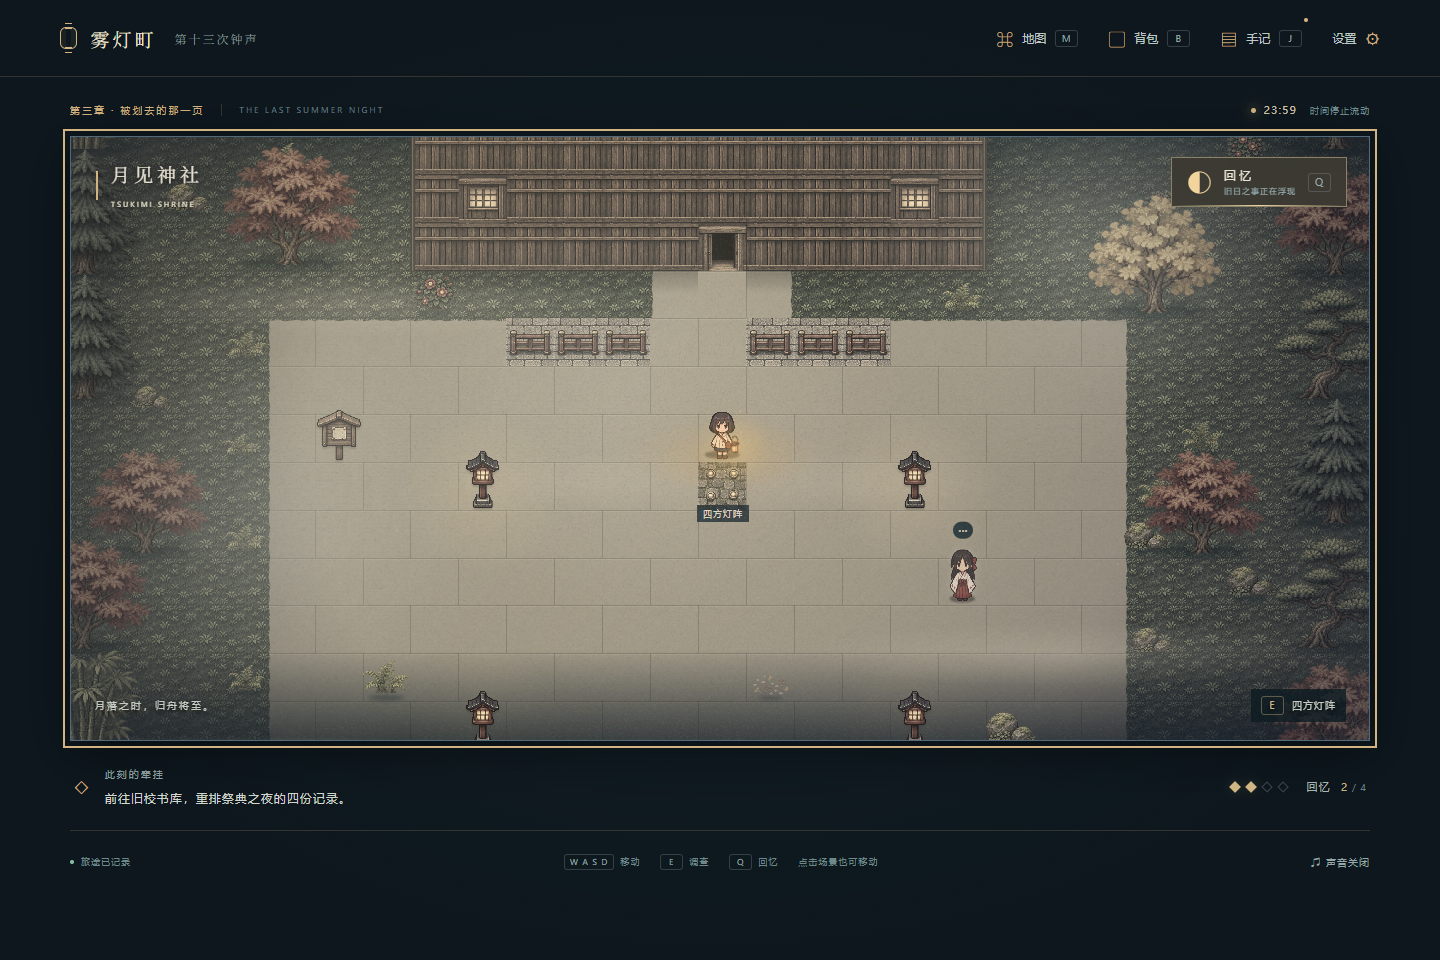 雾灯町 第十三次钟声
地图 M 背包 B 手记 J 设置
第三章 · 被划去的那一页 THE LAST SUMMER NIGHT
23:59 时间停止流动
月见神社
TSUKIMI SHRINE
回忆 Q
旧日之事正在浮现
四方灯阵
...
月落之时，归舟将至。
E 四方灯阵
此刻的牵挂
前往旧校书库，重排祭典之夜的四份记录。
回忆 2 / 4
旅途已记录
WASD 移动 E 调查 Q 回忆 点击场景也可移动
声音关闭